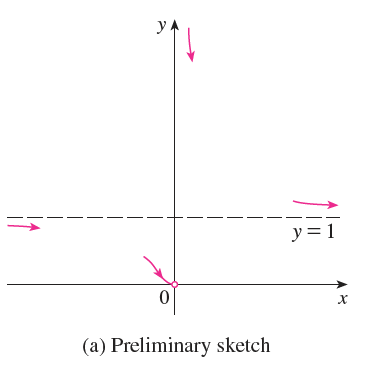 y
y = 1
0
x
(a) Preliminary sketch